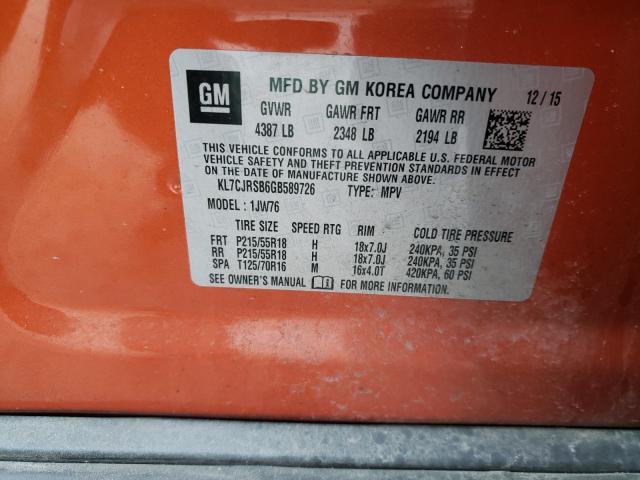 GM MFD BY GM KOREA COMPANY 12 / 15
GVWR GAWR FRT GAWR RR
4387 LB 2348 LB 2194 LB
THIS VEHICLE CONFORMS TO ALL APPLICABLE U.S. FEDERAL MOTOR
VEHICLE SAFETY AND THEFT PREVENTION STANDARDS IN EFFECT
ON THE DATE OF MANUFACTURE SHOWN ABOVE.
KL7CJRSB6GB589726 TYPE: MPV
MODEL : 1JW76
TIRE SIZE SPEED RTG RIM COLD TIRE PRESSURE
FRT P215/55R18 H 18x7.0J 240KPA, 35 PSI
RR P215/55R18 H 18x7.0J 240KPA, 35 PSI
SPA T125/70R16 M 16x4.0T 420KPA, 60 PSI
SEE OWNER'S MANUAL FOR MORE INFORMATION.